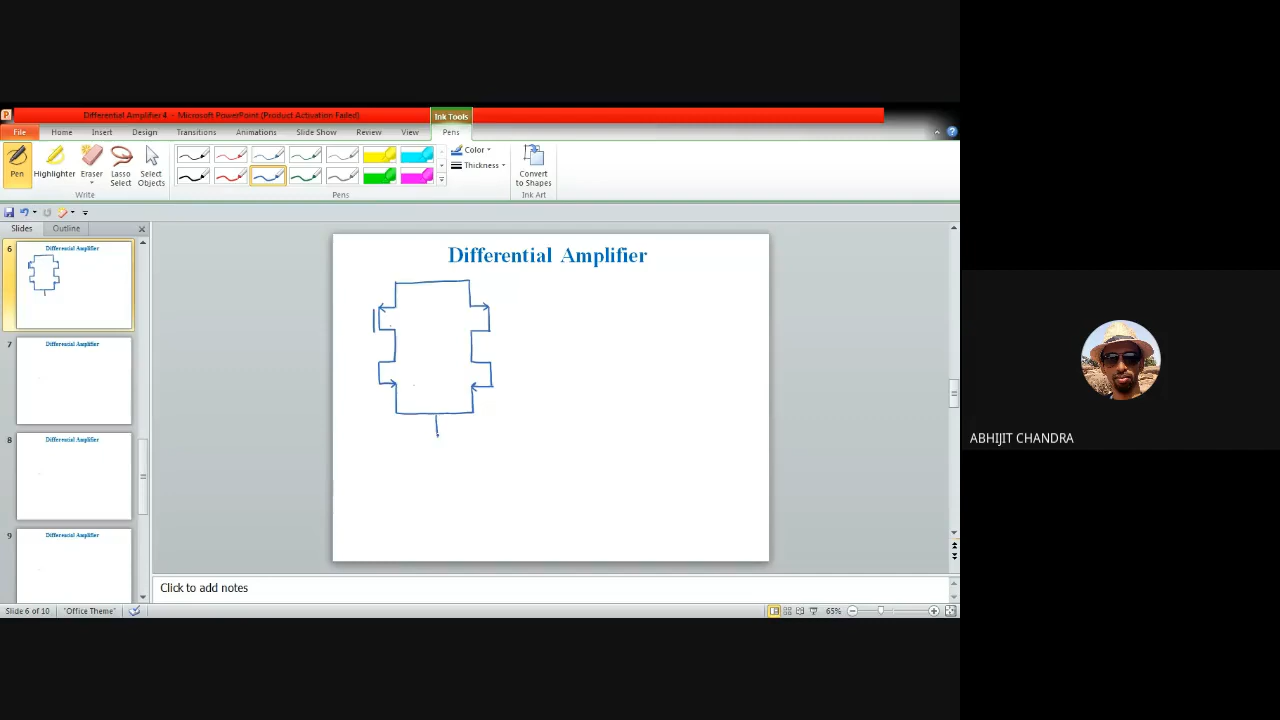 Differential Amplifier 4 - Microsoft PowerPoint (Product Activation Failed)
Ink Tools
File Home Insert Design Transitions Animations Slide Show Review View Pens
Pen
Highlighter
Eraser
Lasso
Select
Select
Objects
Color
Thickness
Convert
to Shapes
Write
Pens
Ink Art
Slides
Outline
6
Differential Amplifier
7
Differential Amplifier
8
Differential Amplifier
9
Differential Amplifier
Differential Amplifier
Click to add notes
Slide 6 of 10
"Office Theme"
65%
ABHIJIT CHANDRA